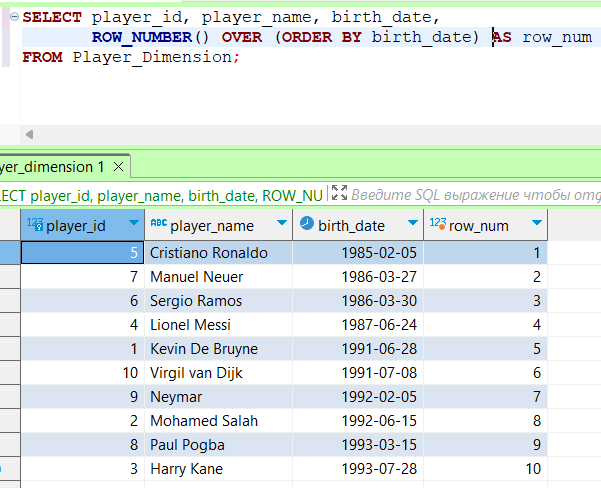 SELECT player_id, player_name, birth_date,
ROW_NUMBER() OVER (ORDER BY birth_date) AS row_num
FROM Player_Dimension;
yer_dimension 1
LECT player_id, player_name, birth_date, ROW_NU Введите SQL выражение чтобы отф
123 player_id ABC player_name birth_date 123 row_num
5 Cristiano Ronaldo 1985-02-05 1
7 Manuel Neuer 1986-03-27 2
6 Sergio Ramos 1986-03-30 3
4 Lionel Messi 1987-06-24 4
1 Kevin De Bruyne 1991-06-28 5
10 Virgil van Dijk 1991-07-08 6
9 Neymar 1992-02-05 7
2 Mohamed Salah 1992-06-15 8
8 Paul Pogba 1993-03-15 9
3 Harry Kane 1993-07-28 10